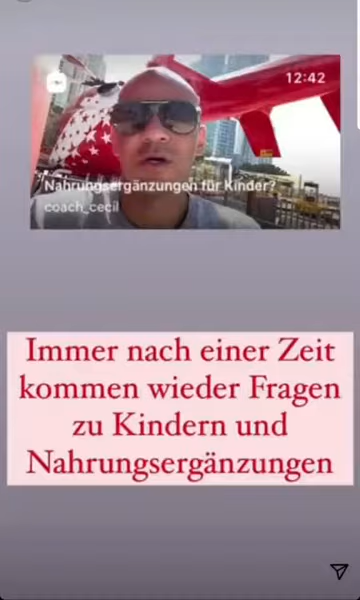 12:42
Nahrungsergänzungen für Kinder?
coach_cecil
Immer nach einer Zeit
kommen wieder Fragen
zu Kindern und
Nahrungsergänzungen